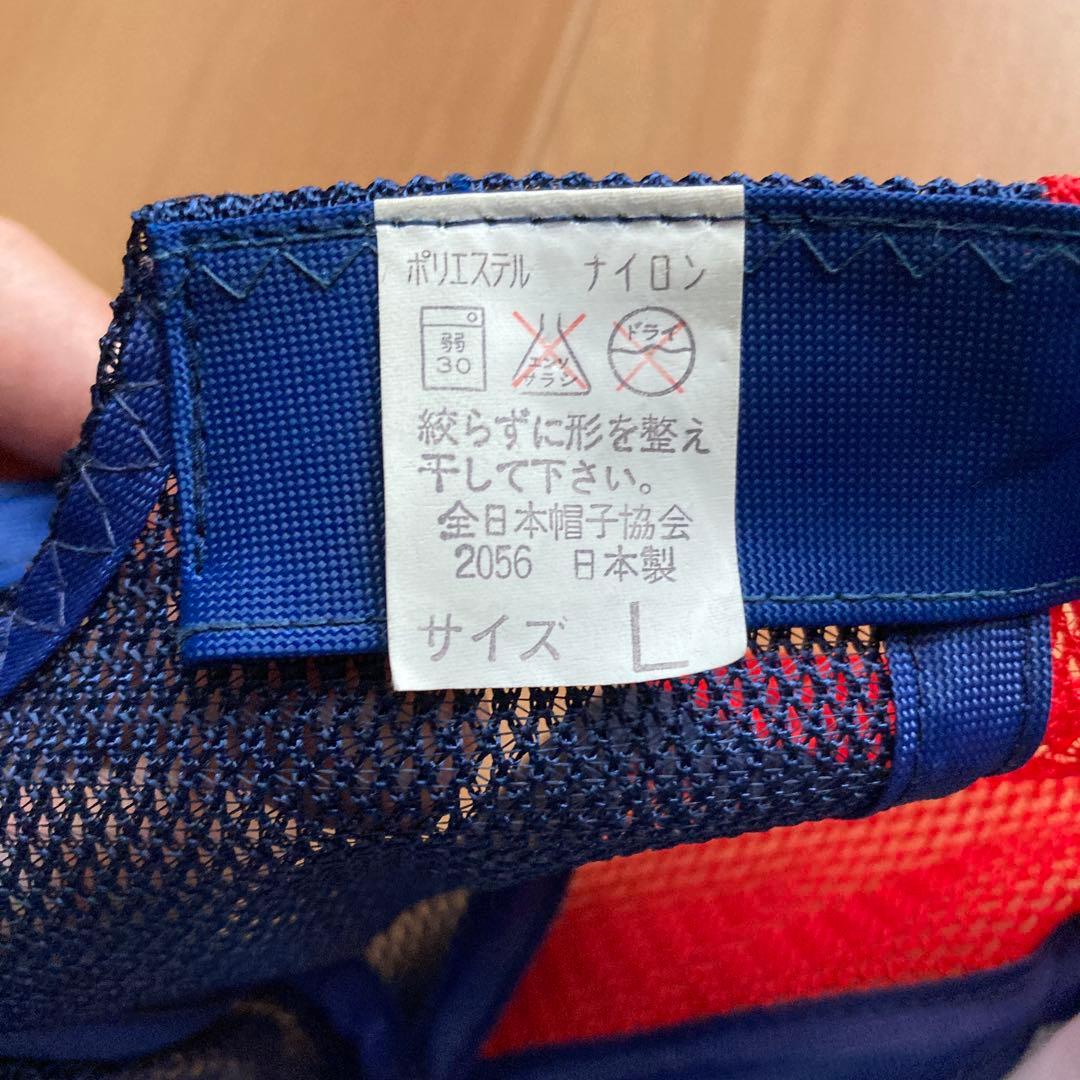 ポリエステル ナイロン
弱
30
エンソ
サラシ
ドライ
絞らずに形を整え
干して下さい。
全日本帽子協会
2056 日本製
サイズ L